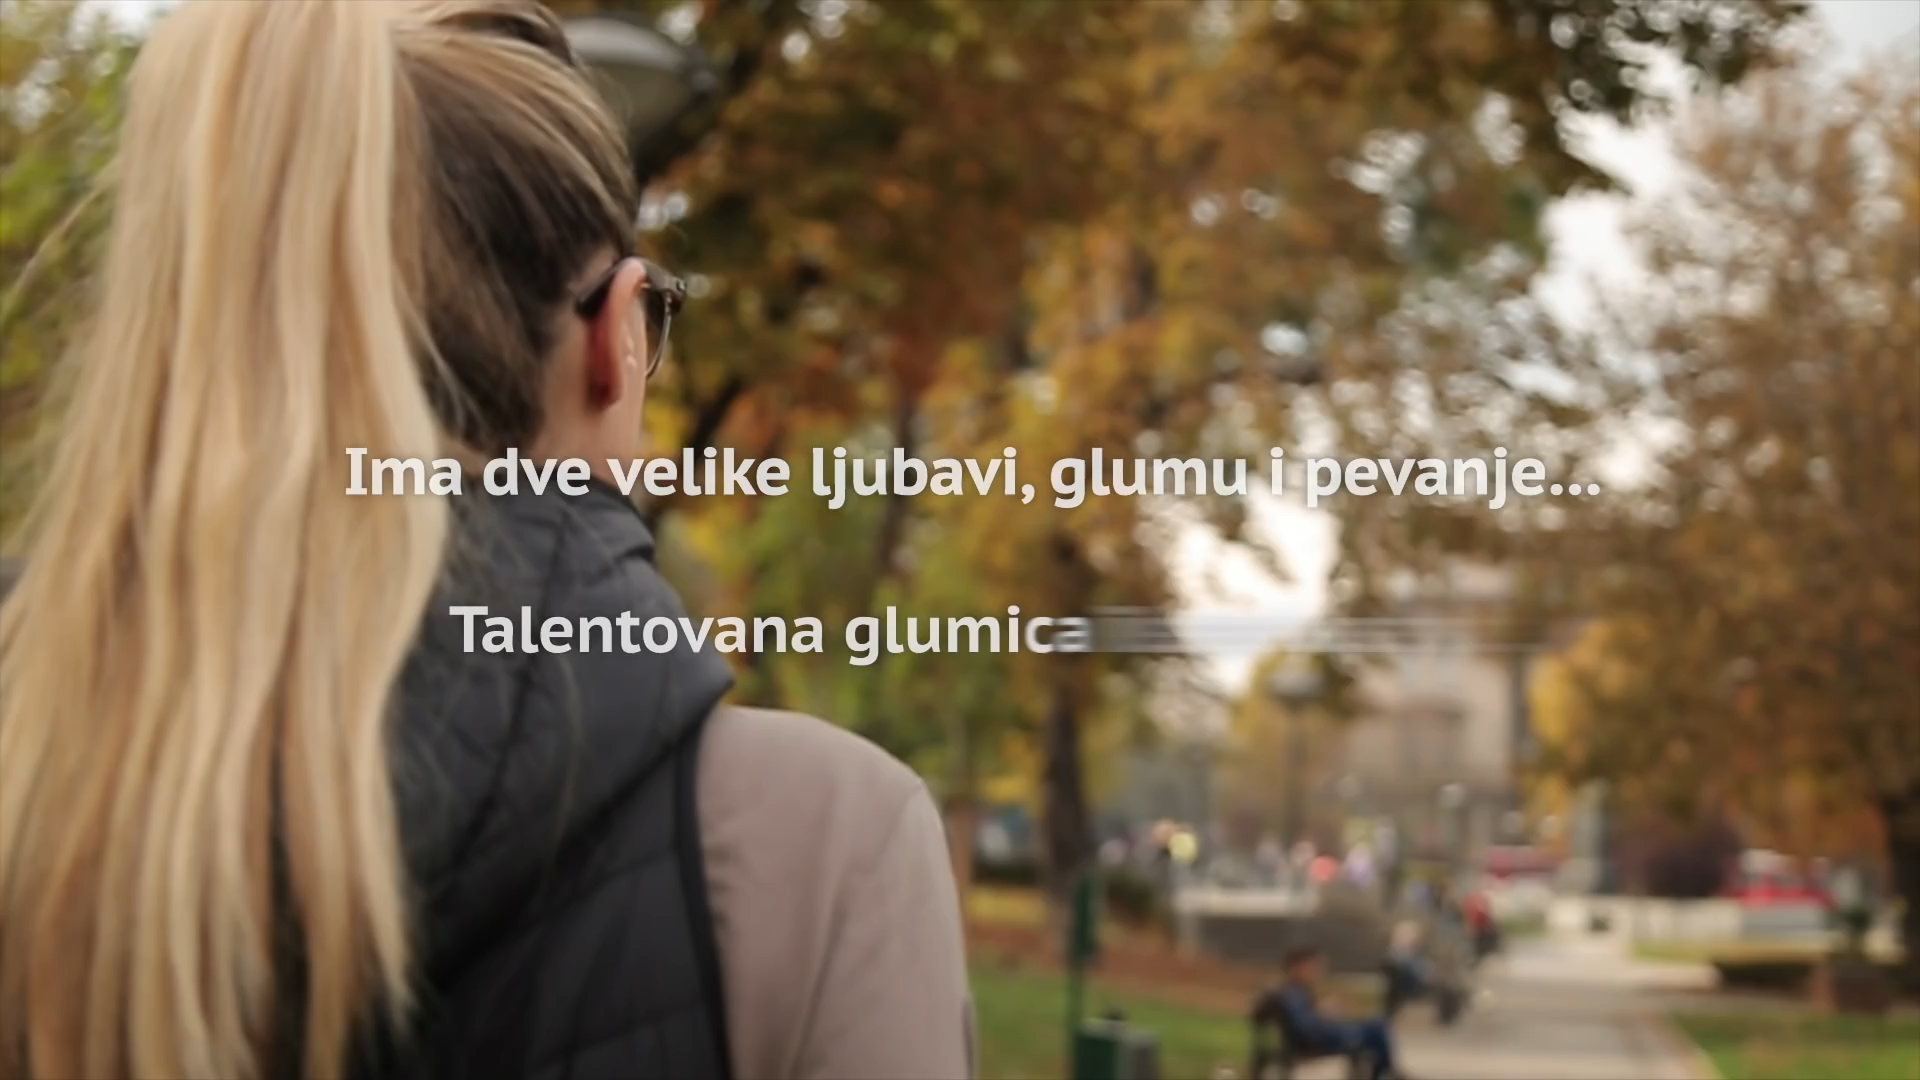 Ima dve velike ljubavi, glumu i pevanje...
Talentovana glumica